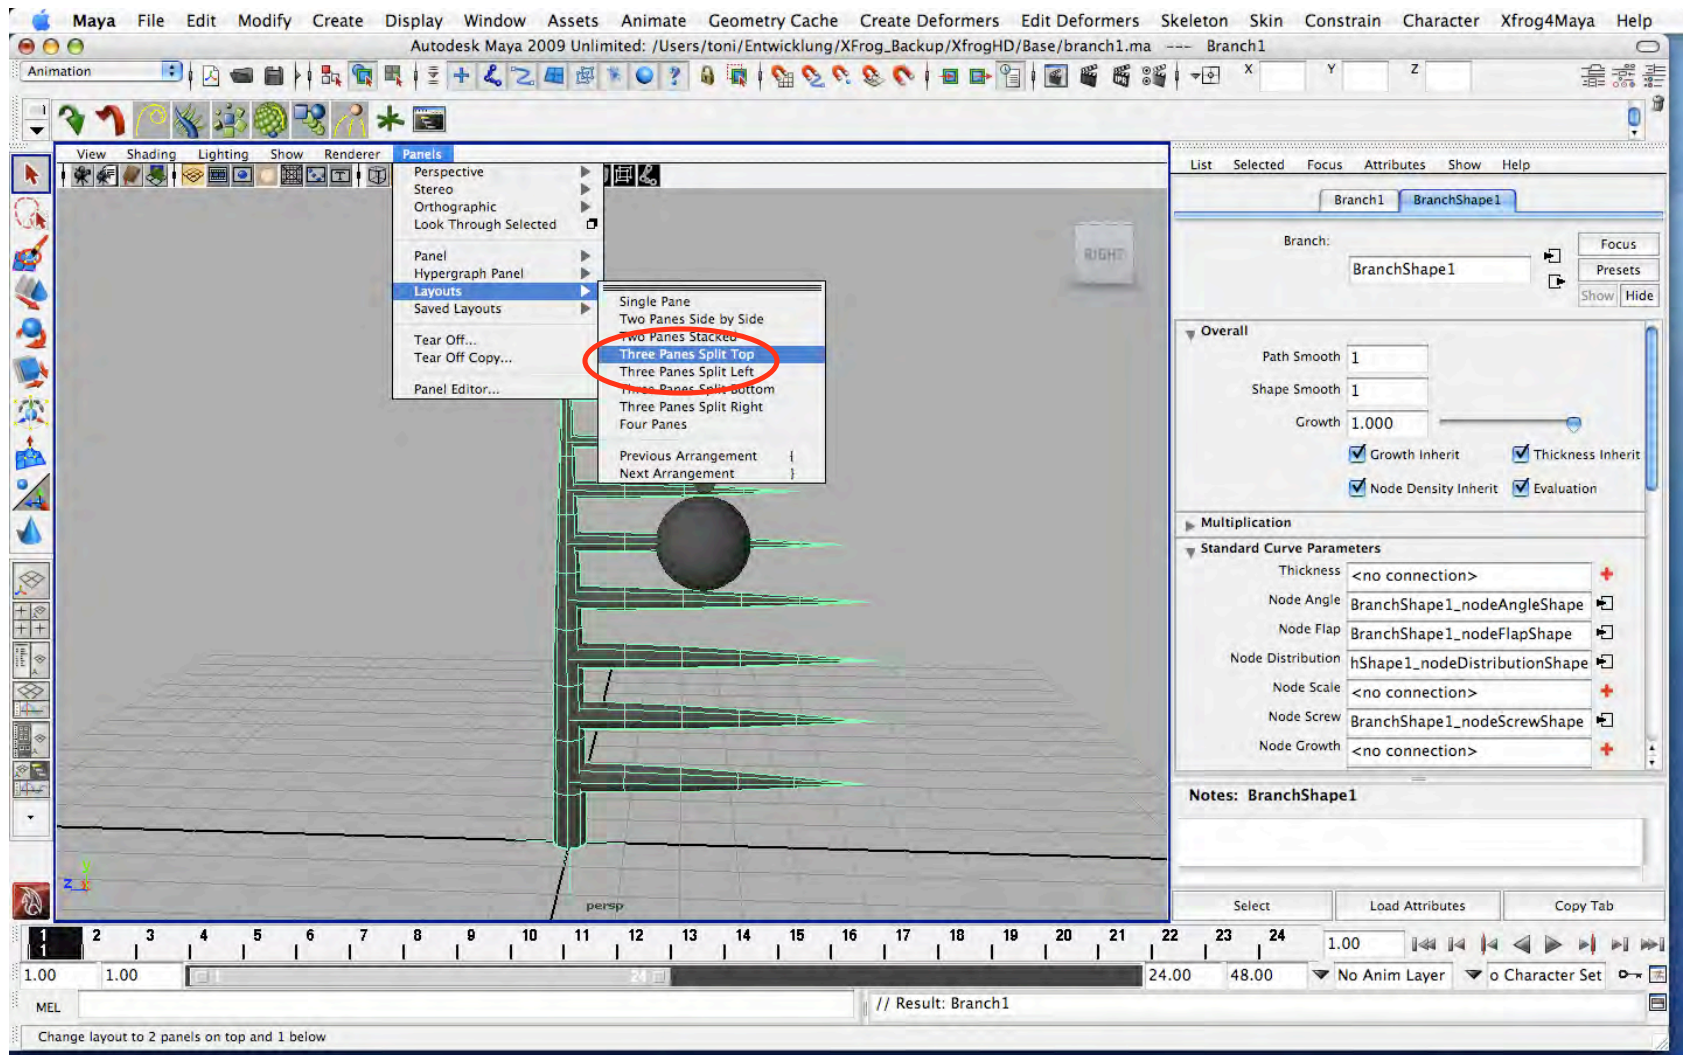 Maya File Edit Modify Create Display Window Assets Animate Geometry Cache Create Deformers Edit Deformers Skeleton Skin Constrain Character Xfrog4Maya Help
Autodesk Maya 2009 Unlimited: /Users/toni/Entwicklung/XFrog_Backup/XfrogHD/Base/branch1.ma --- Branch1
Animation
X Y Z
View Shading Lighting Show Renderer Panels
Perspective
Stereo
Orthographic
Look Through Selected
Panel
Hypergraph Panel
Layouts
Saved Layouts
Tear Off...
Tear Off Copy...
Panel Editor...
Single Pane
Two Panes Side by Side
Two Panes Stacked
Three Panes Split Top
Three Panes Split Left
Three Panes Split Bottom
Three Panes Split Right
Four Panes
Previous Arrangement {
Next Arrangement }
RIGHT
Z
persp
List Selected Focus Attributes Show Help
Branch1 BranchShape1
Branch: BranchShape1
Focus
Presets
Show Hide
Overall
Path Smooth 1
Shape Smooth 1
Growth 1.000
Growth Inherit Thickness Inherit
Node Density Inherit Evaluation
Multiplication
Standard Curve Parameters
Thickness <no connection>
Node Angle BranchShape1_nodeAngleShape
Node Flap BranchShape1_nodeFlapShape
Node Distribution hShape1_nodeDistributionShape
Node Scale <no connection>
Node Screw BranchShape1_nodeScrewShape
Node Growth <no connection>
Notes: BranchShape1
Select Load Attributes Copy Tab
1 2 3 4 5 6 7 8 9 10 11 12 13 14 15 16 17 18 19 20 21 22 23 24
1 1.00
1.00 1.00 1 24 24.00 48.00 No Anim Layer o Character Set
MEL // Result: Branch1
Change layout to 2 panels on top and 1 below